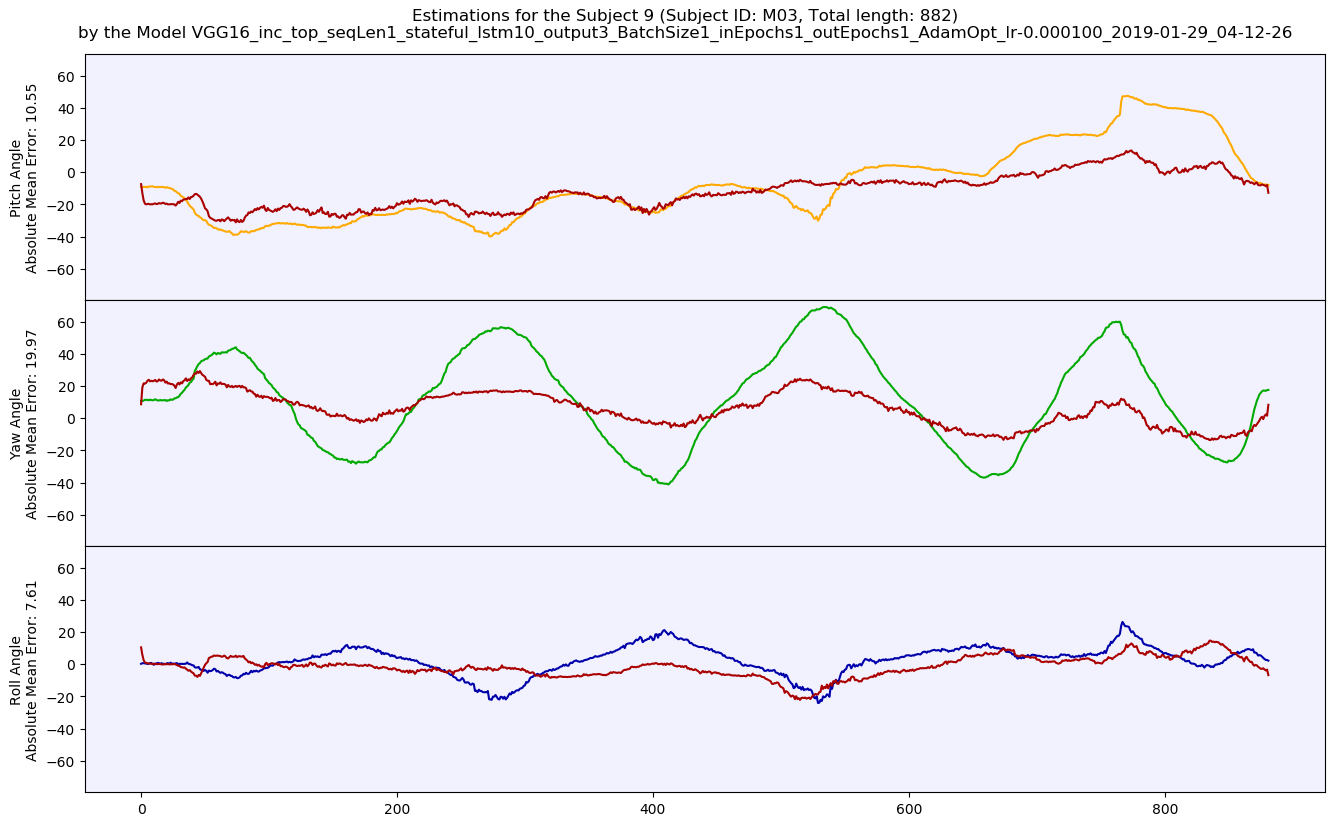 Estimations for the Subject 9 (Subject ID: M03, Total length: 882)
by the Model VGG16_inc_top_seqLen1_stateful_lstm10_output3_BatchSize1_inEpochs1_outEpochs1_AdamOpt_lr-0.000100_2019-01-29_04-12-26
Pitch Angle
Absolute Mean Error: 10.55
60
40
20
0
−20
−40
−60
Yaw Angle
Absolute Mean Error: 19.97
60
40
20
0
−20
−40
−60
Roll Angle
Absolute Mean Error: 7.61
60
40
20
0
−20
−40
−60
0 200 400 600 800